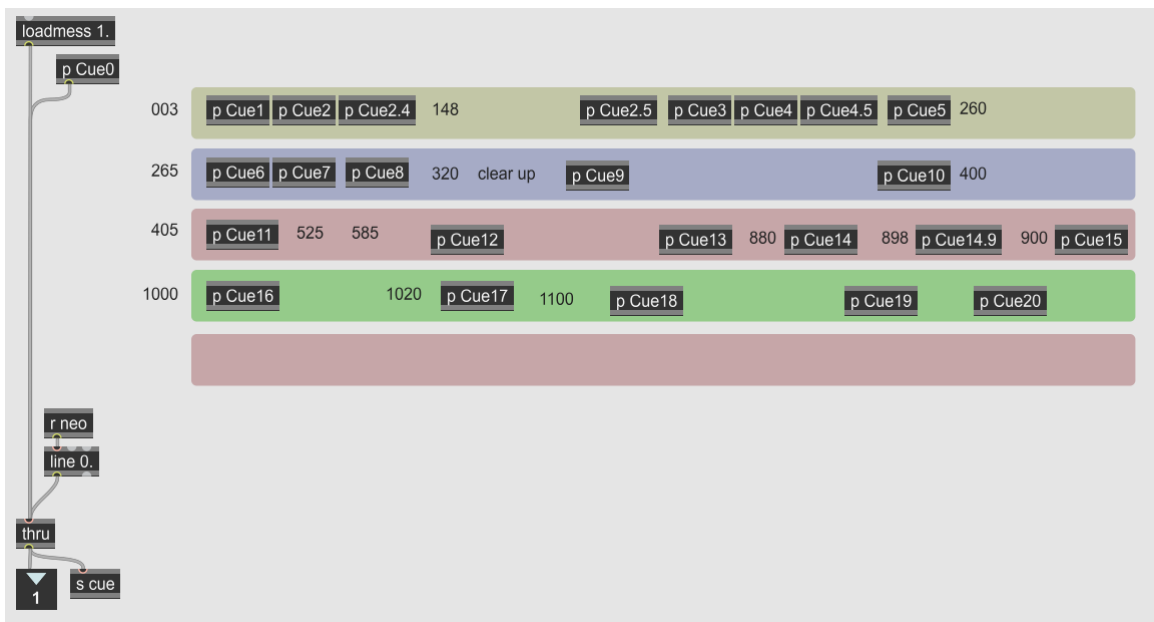 loadmess 1.
p Cue0
003 p Cue1 p Cue2 p Cue2.4 148 p Cue2.5 p Cue3 p Cue4 p Cue4.5 p Cue5 260
265 p Cue6 p Cue7 p Cue8 320 clear up p Cue9 p Cue10 400
405 p Cue11 525 585 p Cue12 p Cue13 880 p Cue14 898 p Cue14.9 900 p Cue15
1000 p Cue16 1020 p Cue17 1100 p Cue18 p Cue19 p Cue20
r neo
line 0.
thru
1 s cue